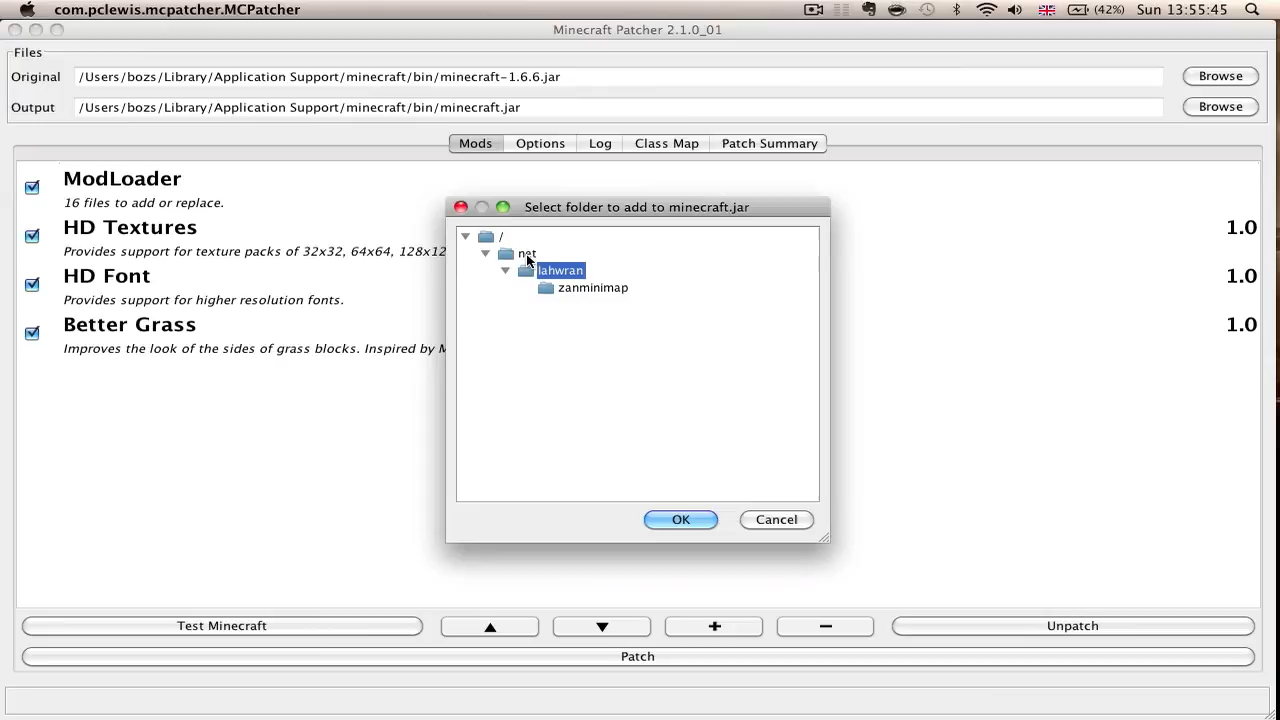 com.pclewis.mcpatcher.MCPatcher (42%) Sun 13:55:45
Minecraft Patcher 2.1.0_01
Files
Original /Users/bozs/Library/Application Support/minecraft/bin/minecraft-1.6.6.jar Browse
Output /Users/bozs/Library/Application Support/minecraft/bin/minecraft.jar Browse
Mods Options Log Class Map Patch Summary
ModLoader
16 files to add or replace.
HD Textures 1.0
Provides support for texture packs of 32x32, 64x64, 128x12
HD Font 1.0
Provides support for higher resolution fonts.
Better Grass 1.0
Improves the look of the sides of grass blocks. Inspired by M
Select folder to add to minecraft.jar
/
net
lahwran
zanminimap
OK Cancel
Test Minecraft + − Unpatch
Patch